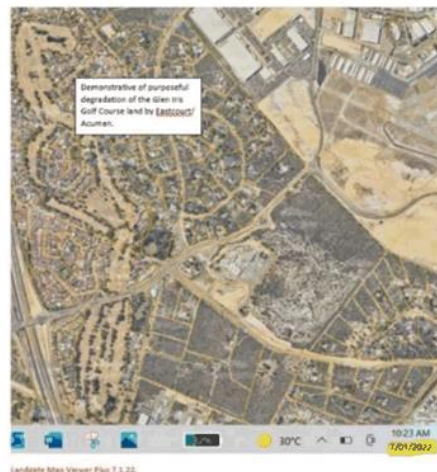 Demonstrative of purposeful
degradation of the Glen Iris
Golf Course land by Eastcourt/
Acumen.
30°C
10:23 AM
7/01/2022
Landgate Map Viewer Plus 7.1.22.